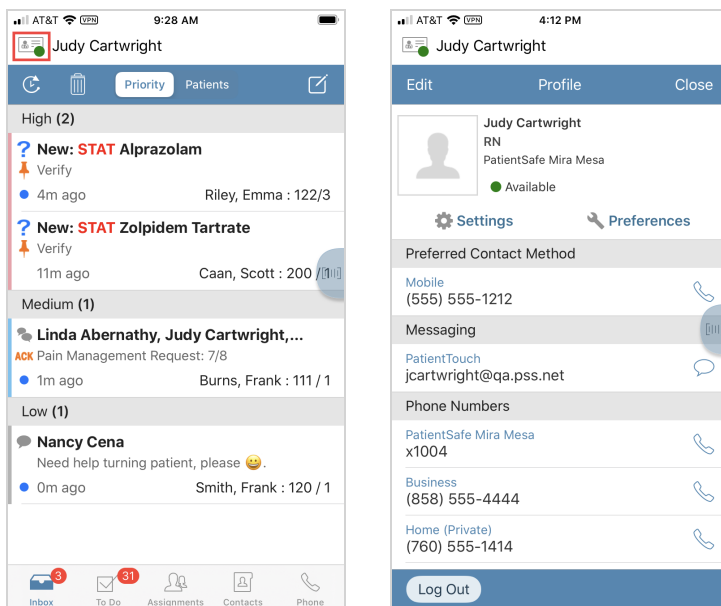 AT&T VPN 9:28 AM
Judy Cartwright
Priority Patients
High (2)
? New: STAT Alprazolam
Verify
4m ago Riley, Emma : 122/3
? New: STAT Zolpidem Tartrate
Verify
11m ago Caan, Scott : 200 / 1
Medium (1)
Linda Abernathy, Judy Cartwright,...
ACK Pain Management Request: 7/8
1m ago Burns, Frank : 111 / 1
Low (1)
Nancy Cena
Need help turning patient, please 😀.
0m ago Smith, Frank : 120 / 1
3 31
Inbox To Do Assignments Contacts Phone
AT&T VPN 4:12 PM
Judy Cartwright
Edit Profile Close
Judy Cartwright
RN
PatientSafe Mira Mesa
Available
Settings Preferences
Preferred Contact Method
Mobile
(555) 555-1212
Messaging
PatientTouch
jcartwright@qa.pss.net
Phone Numbers
PatientSafe Mira Mesa
x1004
Business
(858) 555-4444
Home (Private)
(760) 555-1414
Log Out